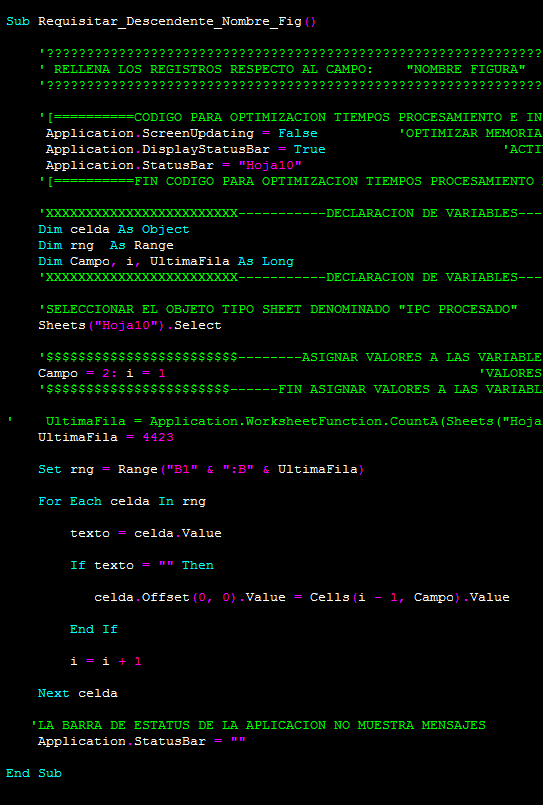 Sub Requisitar_Descendente_Nombre_Fig()
'??????????????????????????????????????????????????????????????
' RELLENA LOS REGISTROS RESPECTO AL CAMPO:    "NOMBRE FIGURA"
'??????????????????????????????????????????????????????????????
'[==========CODIGO PARA OPTIMIZACION TIEMPOS PROCESAMIENTO E IN
Application.ScreenUpdating = False          'OPTIMIZAR MEMORIA
Application.DisplayStatusBar = True                      'ACTI
Application.StatusBar = "Hoja10"
'[==========FIN CODIGO PARA OPTIMIZACION TIEMPOS PROCESAMIENTO
'XXXXXXXXXXXXXXXXXXXXXXXX-----------DECLARACION DE VARIABLES---
Dim celda As Object
Dim rng  As Range
Dim Campo, i, UltimaFila As Long
'XXXXXXXXXXXXXXXXXXXXXXXX-----------DECLARACION DE VARIABLES---
'SELECCIONAR EL OBJETO TIPO SHEET DENOMINADO "IPC PROCESADO"
Sheets("Hoja10").Select
'$$$$$$$$$$$$$$$$$$$$$$$$--------ASIGNAR VALORES A LAS VARIABLE
Campo = 2: i = 1                                       'VALORES
'$$$$$$$$$$$$$$$$$$$$$$$------FIN ASIGNAR VALORES A LAS VARIABL
'    UltimaFila = Application.WorksheetFunction.CountA(Sheets("Hoja
UltimaFila = 4423
Set rng = Range("B1" & ":B" & UltimaFila)
For Each celda In rng
texto = celda.Value
If texto = "" Then
celda.Offset(0, 0).Value = Cells(i - 1, Campo).Value
End If
i = i + 1
Next celda
'LA BARRA DE ESTATUS DE LA APLICACION NO MUESTRA MENSAJES
Application.StatusBar = ""
End Sub